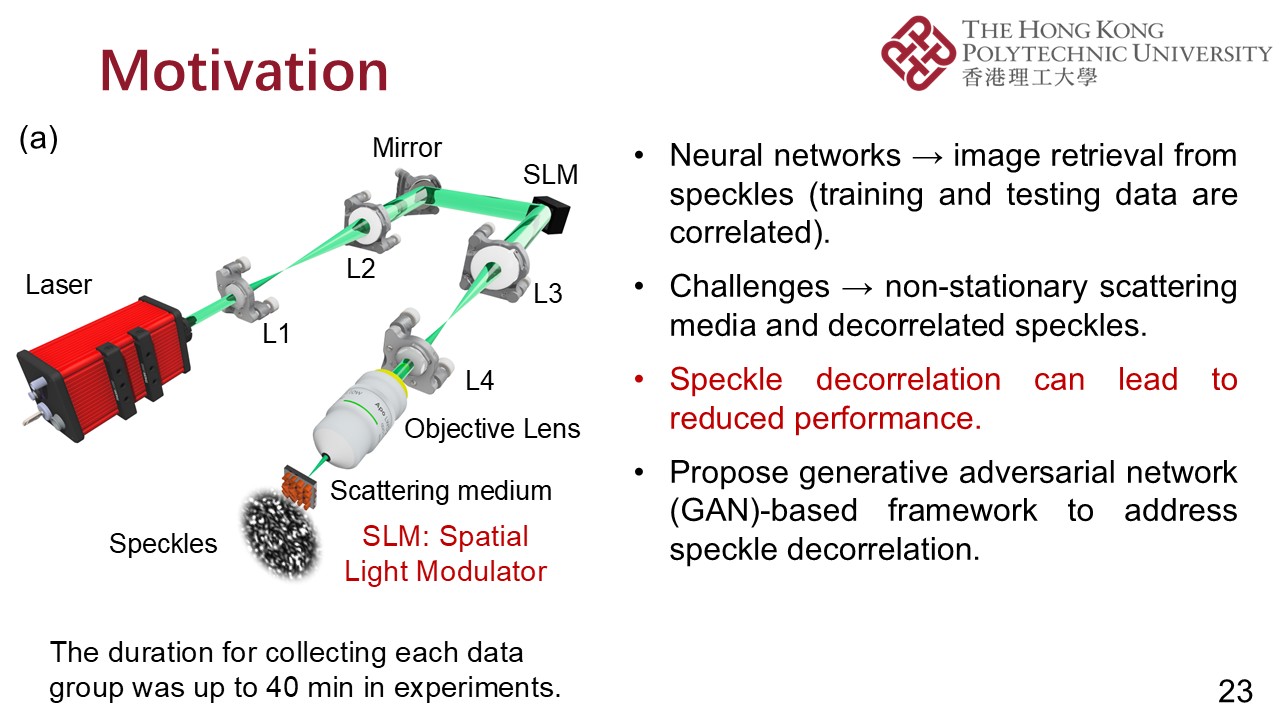 Motivation
THE HONG KONG
POLYTECHNIC UNIVERSITY
香港理工大學
(a)
Mirror
SLM
L2
Laser
L3
L1
L4
Objective Lens
Scattering medium
Speckles
SLM: Spatial
Light Modulator
The duration for collecting each data
group was up to 40 min in experiments.
• Neural networks → image retrieval from
speckles (training and testing data are
correlated).
• Challenges → non-stationary scattering
media and decorrelated speckles.
• Speckle decorrelation can lead to
reduced performance.
• Propose generative adversarial network
(GAN)-based framework to address
speckle decorrelation.
23